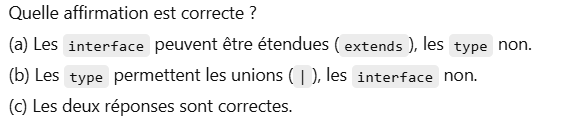 Quelle affirmation est correcte ?
(a) Les interface peuvent être étendues ( extends ), les type non.
(b) Les type permettent les unions ( | ), les interface non.
(c) Les deux réponses sont correctes.